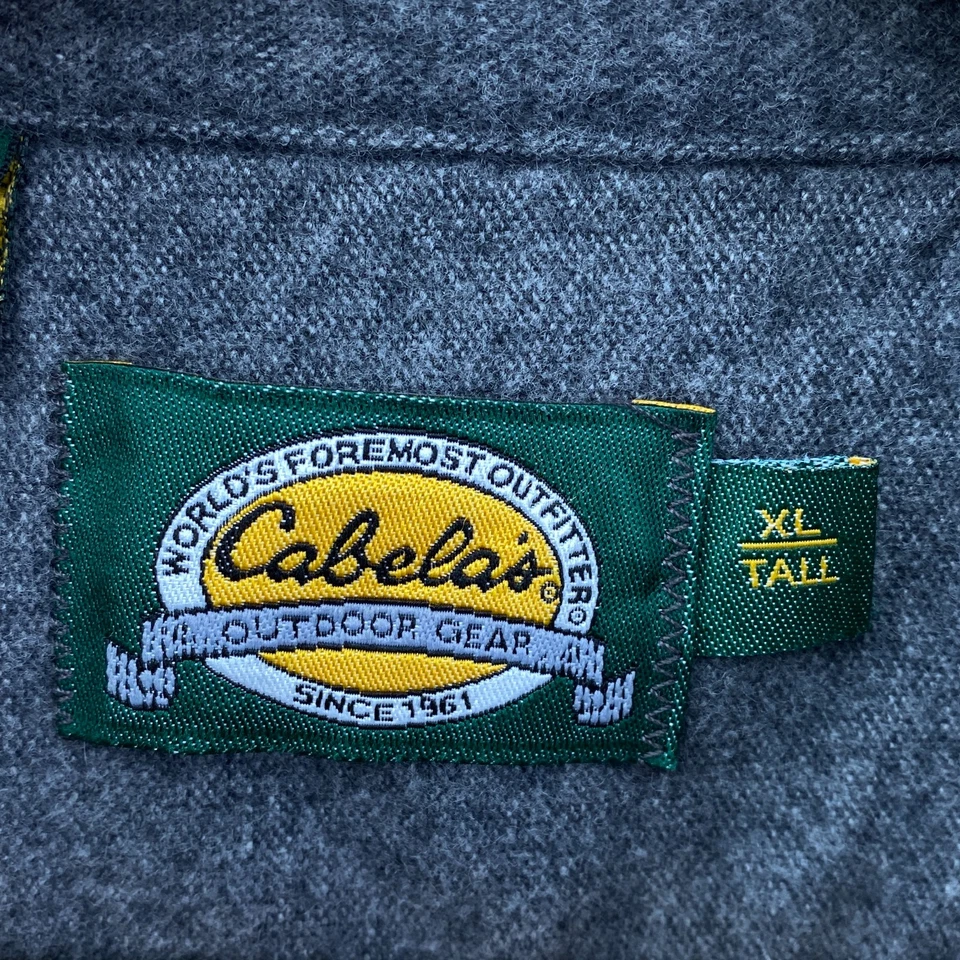 WORLD'S FOREMOST OUTFITTER®
Cabela's®
OUTDOOR GEAR
SINCE 1961
XL
TALL